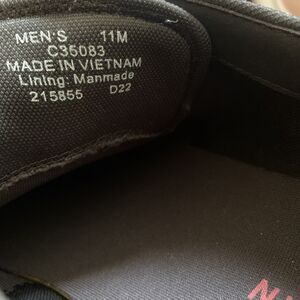 MEN'S 11M
C35083
MADE IN VIETNAM
Lining: Manmade
215855 D22